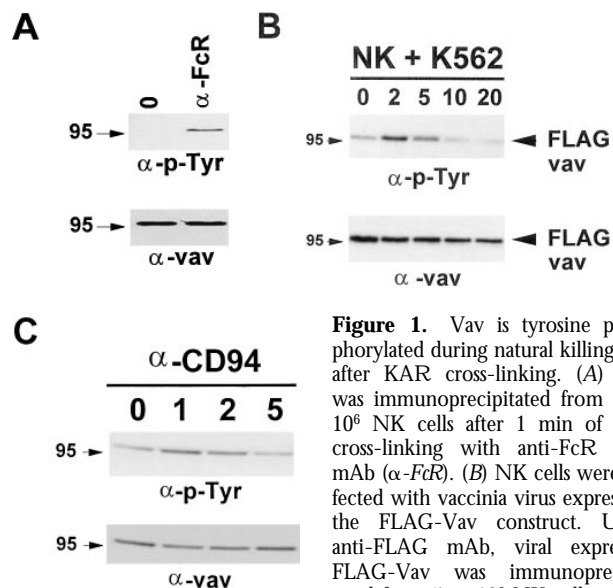 A
0
α-FcR
95
α-p-Tyr
95
α-vav
B
NK + K562
0 2 5 10 20
95
FLAG
vav
α-p-Tyr
95
FLAG
vav
α-vav
C
α-CD94
0 1 2 5
95
α-p-Tyr
95
α-vav
Figure 1. Vav is tyrosine p
phorylated during natural killing
after KAR cross-linking. (A)
was immunoprecipitated from
10⁶ NK cells after 1 min of
cross-linking with anti-FcR
mAb (α-FcR). (B) NK cells were
fected with vaccinia virus expres
the FLAG-Vav construct. U
anti-FLAG mAb, viral expre
FLAG-Vav was immunopre